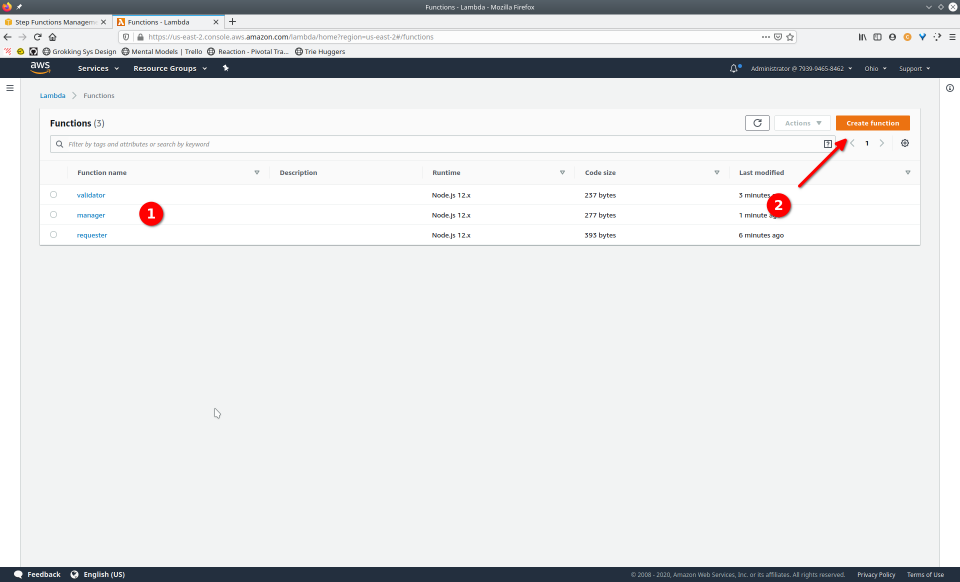 Functions - Lambda - Mozilla Firefox
Step Functions Managem
Functions - Lambda
https://us-east-2.console.aws.amazon.com/lambda/home?region=us-east-2#/functions
Grokking Sys Design
Mental Models | Trello
Reaction - Pivotal Tra...
Trie Huggers
aws
Services
Resource Groups
Administrator @ 7939-9465-8462
Ohio
Support
Lambda
Functions
Functions (3)
Actions
Create function
Filter by tags and attributes or search by keyword
1
Function name
Description
Runtime
Code size
Last modified
validator
Node.js 12.x
237 bytes
3 minutes
manager
1
Node.js 12.x
277 bytes
2
1 minute ago
requester
Node.js 12.x
393 bytes
6 minutes ago
Feedback
English (US)
© 2008 - 2020, Amazon Web Services, Inc. or its affiliates. All rights reserved.
Privacy Policy
Terms of Use